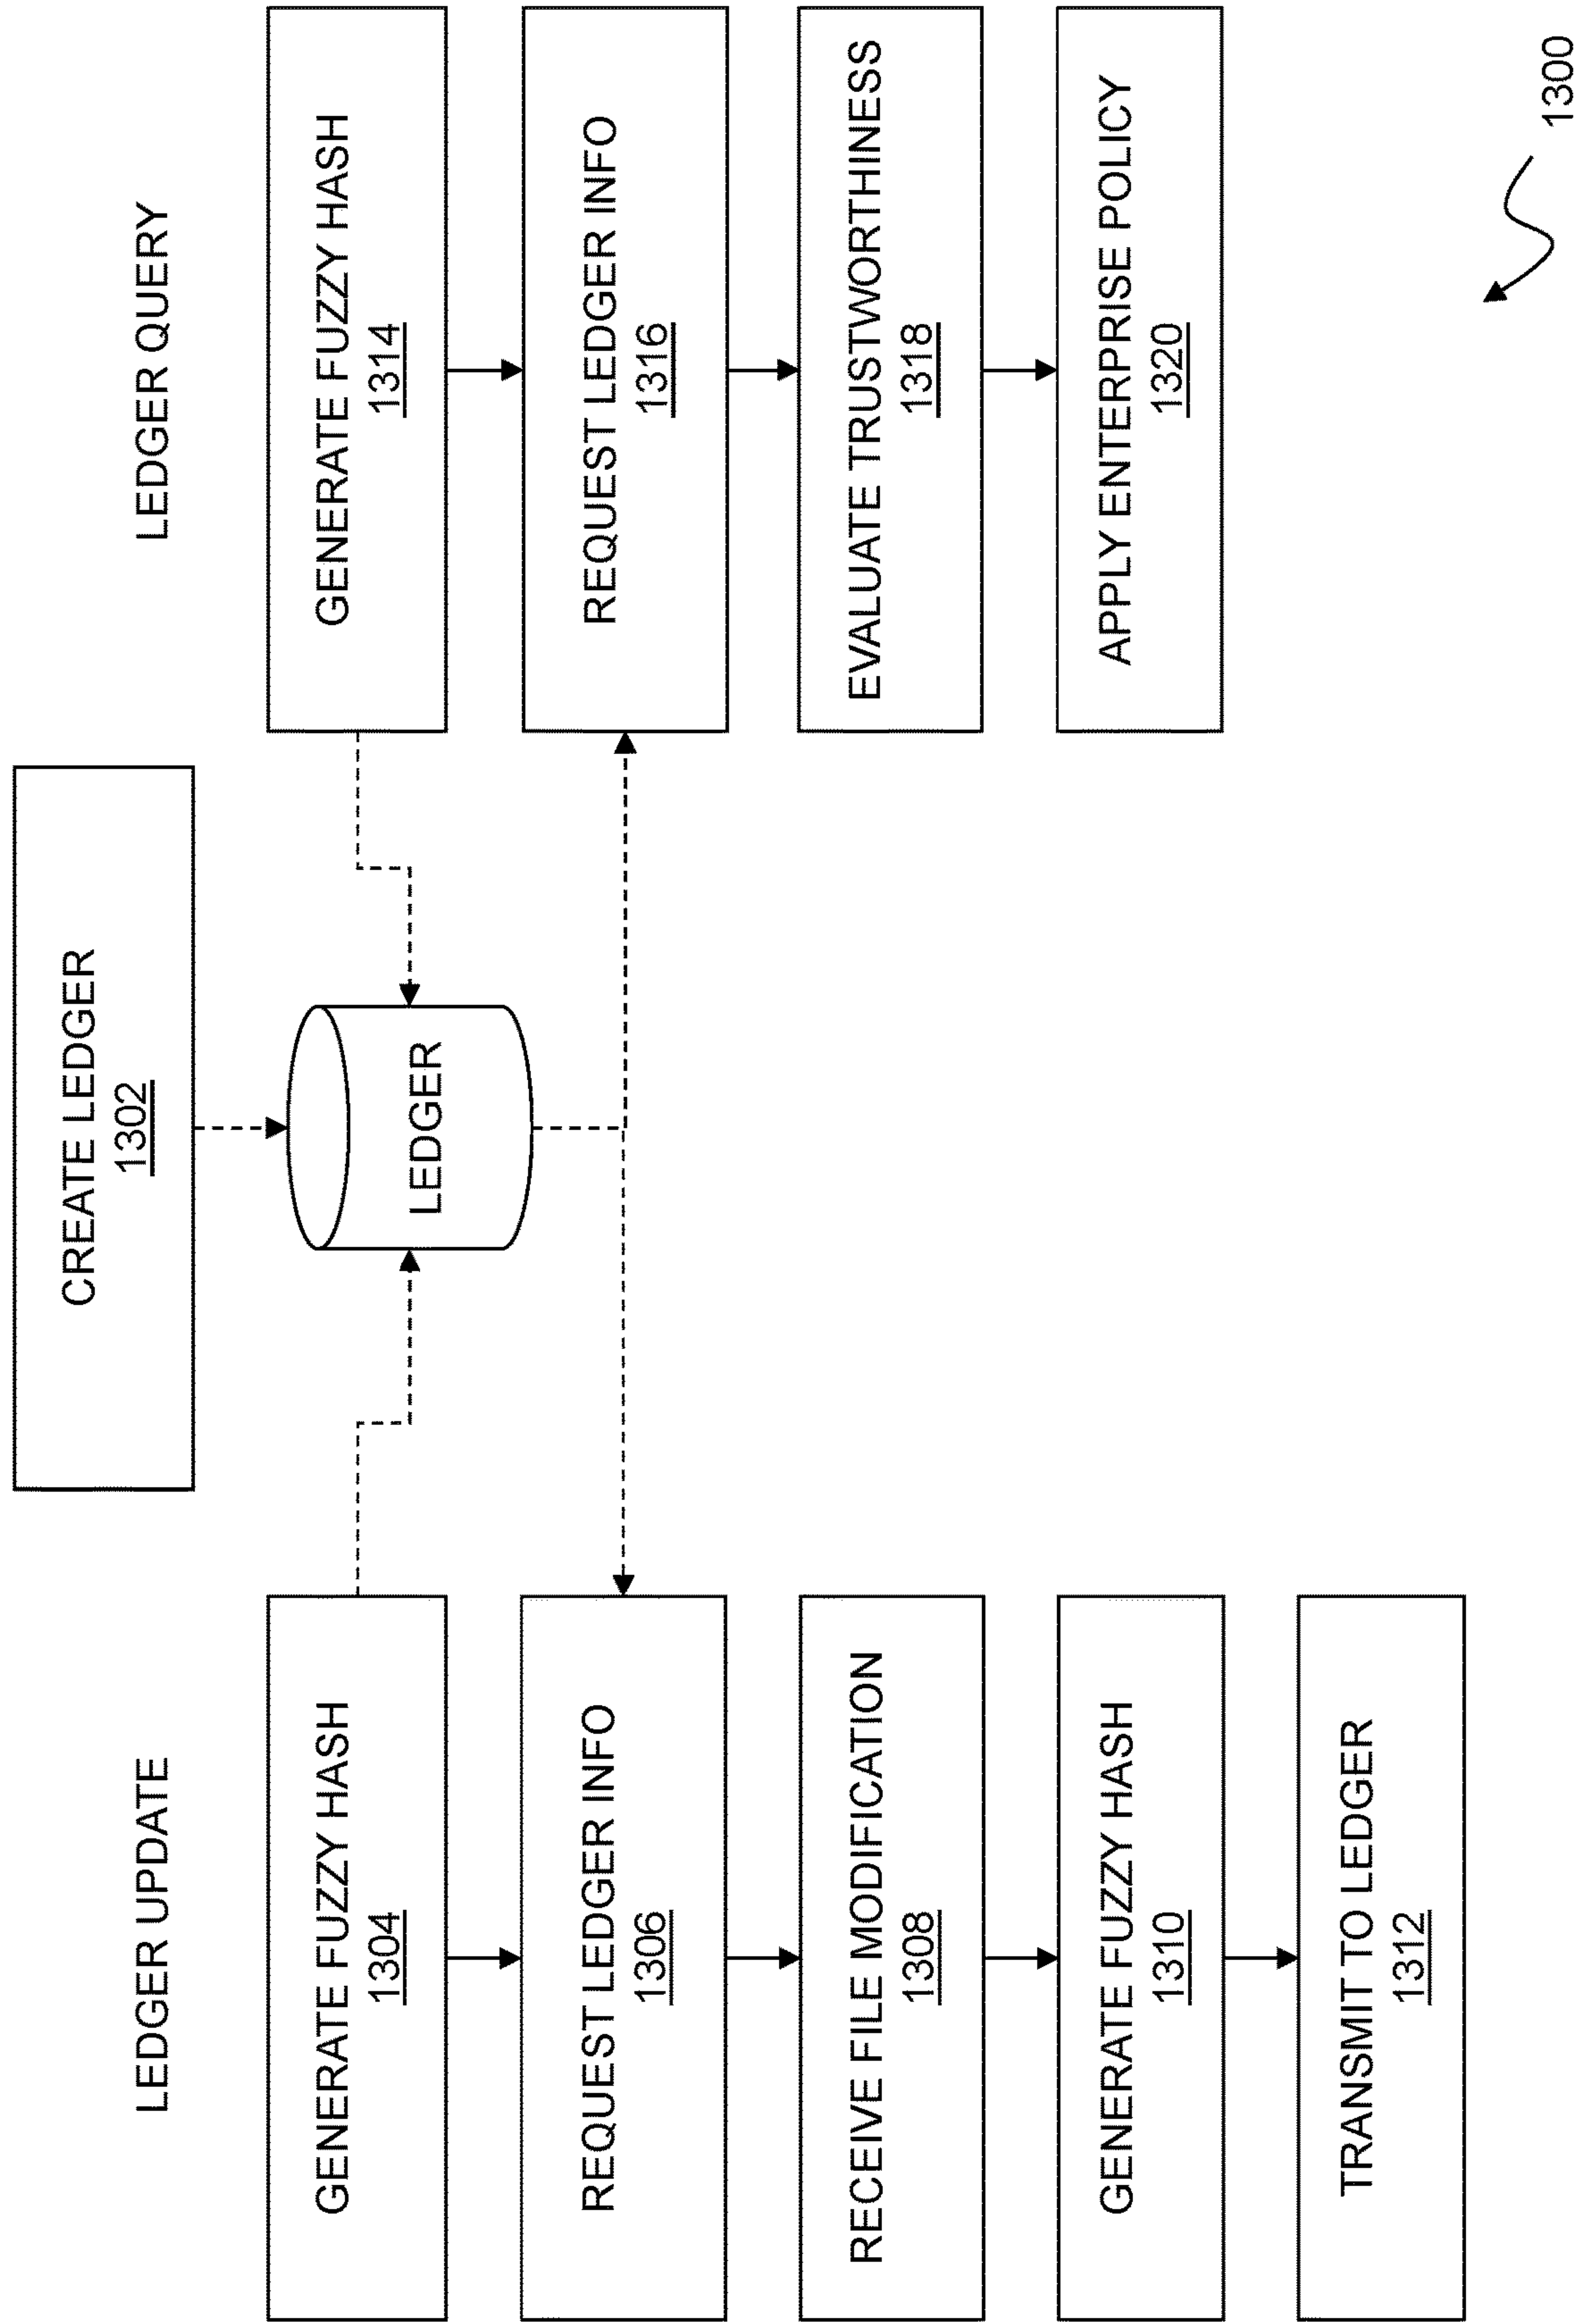 LEDGER UPDATE
GENERATE FUZZY HASH
1304
REQUEST LEDGER INFO
1306
RECEIVE FILE MODIFICATION
1308
GENERATE FUZZY HASH
1310
TRANSMIT TO LEDGER
1312
CREATE LEDGER
1302
LEDGER
LEDGER QUERY
GENERATE FUZZY HASH
1314
REQUEST LEDGER INFO
1316
EVALUATE TRUSTWORTHINESS
1318
APPLY ENTERPRISE POLICY
1320
1300